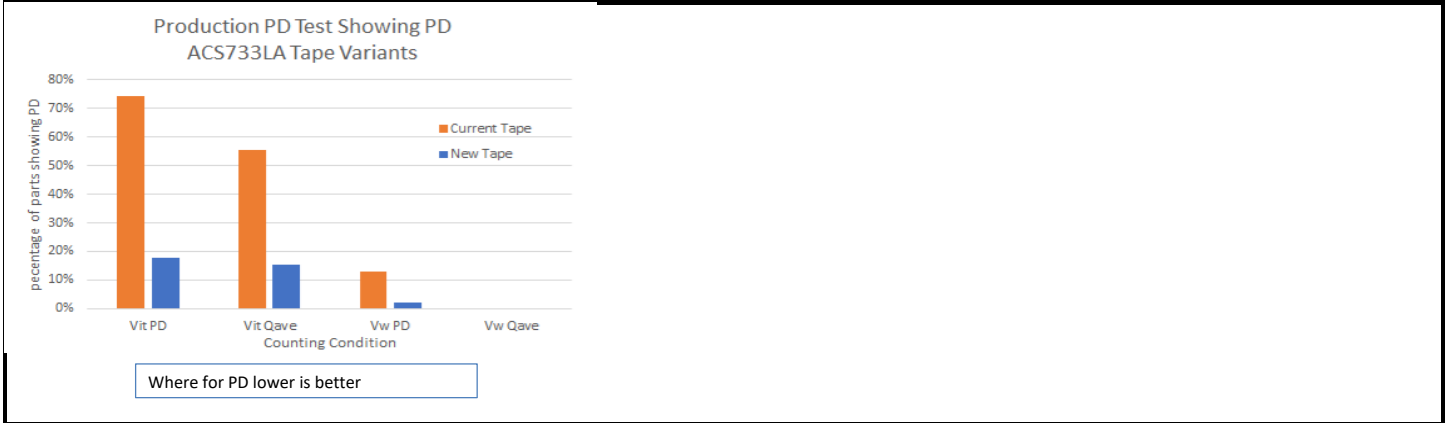 Production PD Test Showing PD
ACS733LA Tape Variants
pecentage of parts showing PD
80%
70%
60%
50%
40%
30%
20%
10%
0%
Current Tape
New Tape
Vit PD
Vit Qave
Vw PD
Vw Qave
Counting Condition
Where for PD lower is better